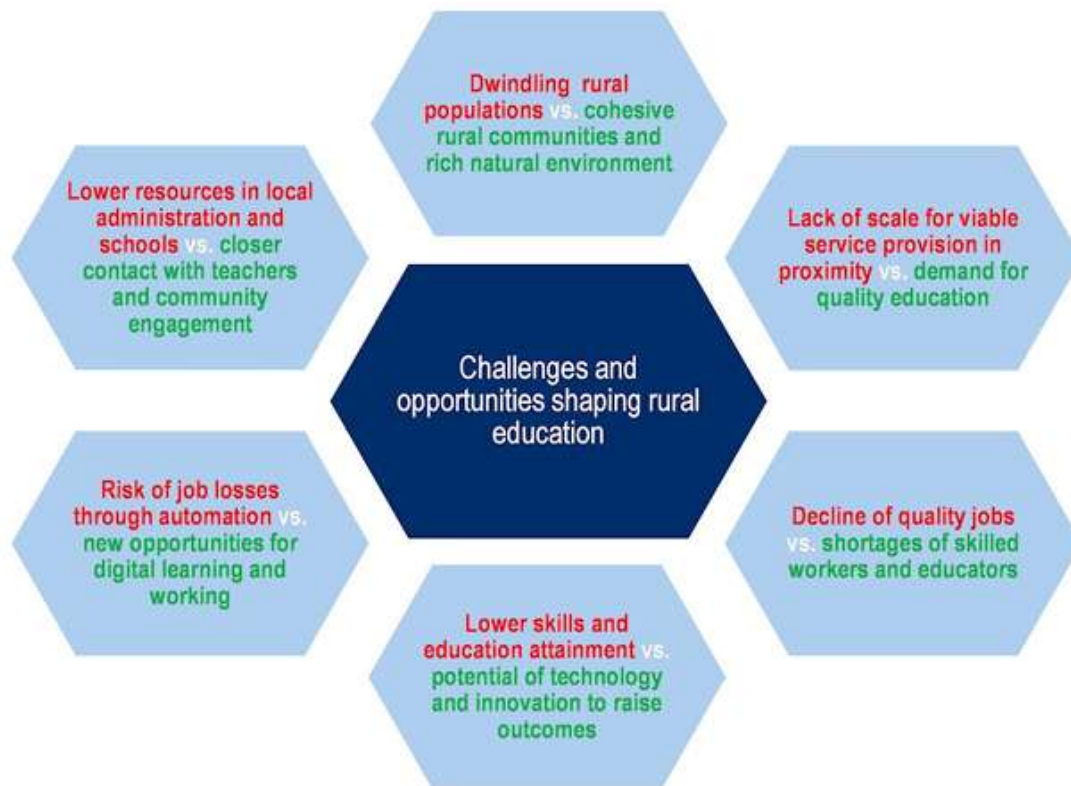 Dwindling rural
populations vs. cohesive
rural communities and
rich natural environment
Lower resources in local
administration and
schools vs. closer
contact with teachers
and community
engagement
Lack of scale for viable
service provision in
proximity vs. demand for
quality education
Challenges and
opportunities shaping rural
education
Risk of job losses
through automation vs.
new opportunities for
digital learning and
working
Decline of quality jobs
vs. shortages of skilled
workers and educators
Lower skills and
education attainment vs.
potential of technology
and innovation to raise
outcomes